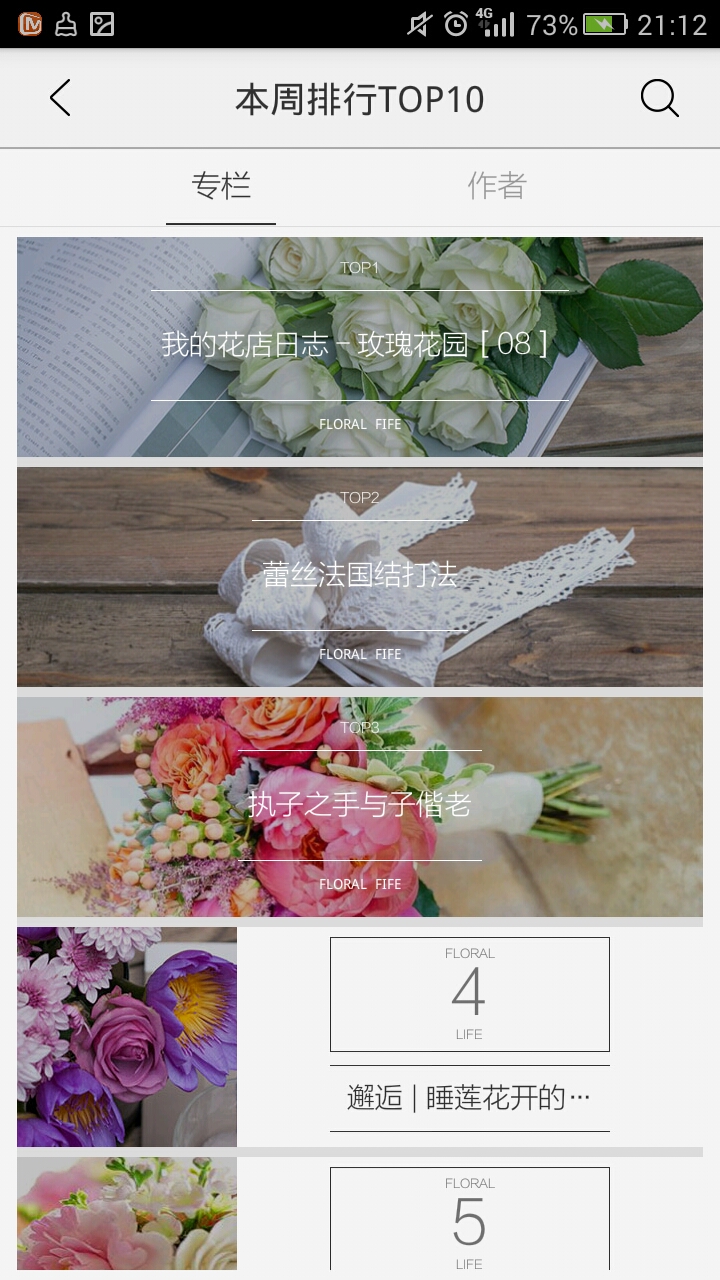 4G 73% 21:12
本周排行TOP10
专栏 作者
TOP1
我的花店日志 – 玫瑰花园 [ 08 ]
FLORAL FIFE
TOP2
蕾丝法国结打法
FLORAL FIFE
TOP3
执子之手与子偕老
FLORAL FIFE
FLORAL
4
LIFE
邂逅 | 睡莲花开的…
FLORAL
5
LIFE